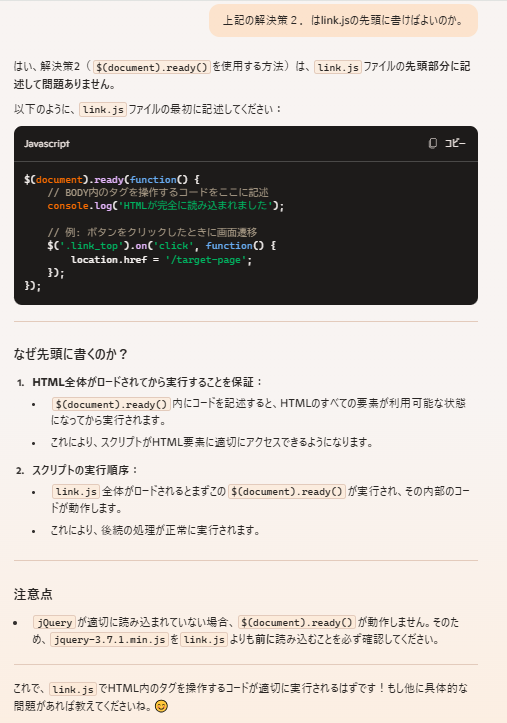 上記の解決策２．はlink.jsの先頭に書けばよいのか。
はい、解決策2（ $(document).ready() を使用する方法）は、 link.js ファイルの先頭部分に記
述して問題ありません。
以下のように、 link.js ファイルの最初に記述してください：
Javascript コピー
$(document).ready(function() {
// BODY内のタグを操作するコードをここに記述
console.log('HTMLが完全に読み込まれました');
// 例: ボタンをクリックしたときに画面遷移
$('.link_top').on('click', function() {
location.href = '/target-page';
});
});
なぜ先頭に書くのか？
1. HTML全体がロードされてから実行することを保証：
• $(document).ready() 内にコードを記述すると、HTMLのすべての要素が利用可能な状態
になってから実行されます。
• これにより、スクリプトがHTML要素に適切にアクセスできるようになります。
2. スクリプトの実行順序：
• link.js 全体がロードされるとまずこの $(document).ready() が実行され、その内部のコー
ドが動作します。
• これにより、後続の処理が正常に実行されます。
注意点
• jQuery が適切に読み込まれていない場合、 $(document).ready() が動作しません。そのた
め、 jquery-3.7.1.min.js を link.js よりも前に読み込むことを必ず確認してください。
これで、 link.js でHTML内のタグを操作するコードが適切に実行されるはずです！もし他に具体的な
問題があれば教えてくださいね。😊